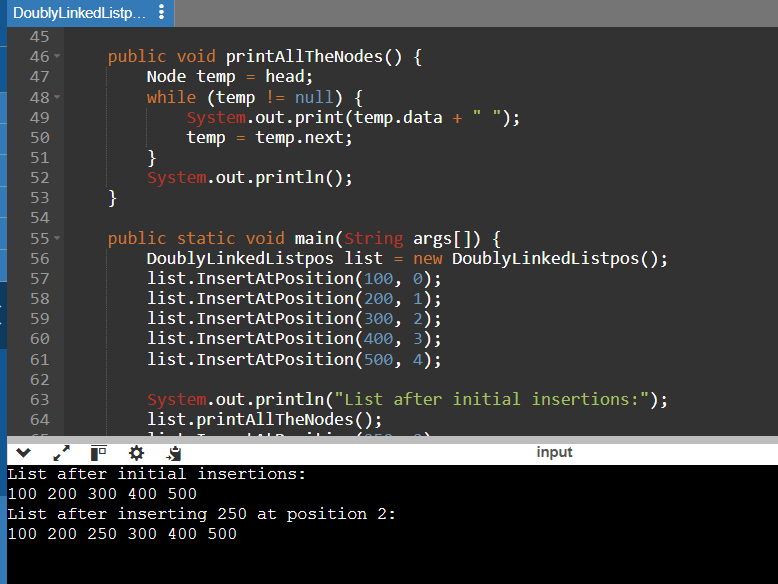 DoublyLinkedListp...
45
46 public void printAllTheNodes() {
47 Node temp = head;
48 while (temp != null) {
49 System.out.print(temp.data + " ");
50 temp = temp.next;
51 }
52 System.out.println();
53 }
54
55 public static void main(String args[]) {
56 DoublyLinkedListpos list = new DoublyLinkedListpos();
57 list.InsertAtPosition(100, 0);
58 list.InsertAtPosition(200, 1);
59 list.InsertAtPosition(300, 2);
60 list.InsertAtPosition(400, 3);
61 list.InsertAtPosition(500, 4);
62
63 System.out.println("List after initial insertions:");
64 list.printAllTheNodes();
input
List after initial insertions:
100 200 300 400 500
List after inserting 250 at position 2:
100 200 250 300 400 500